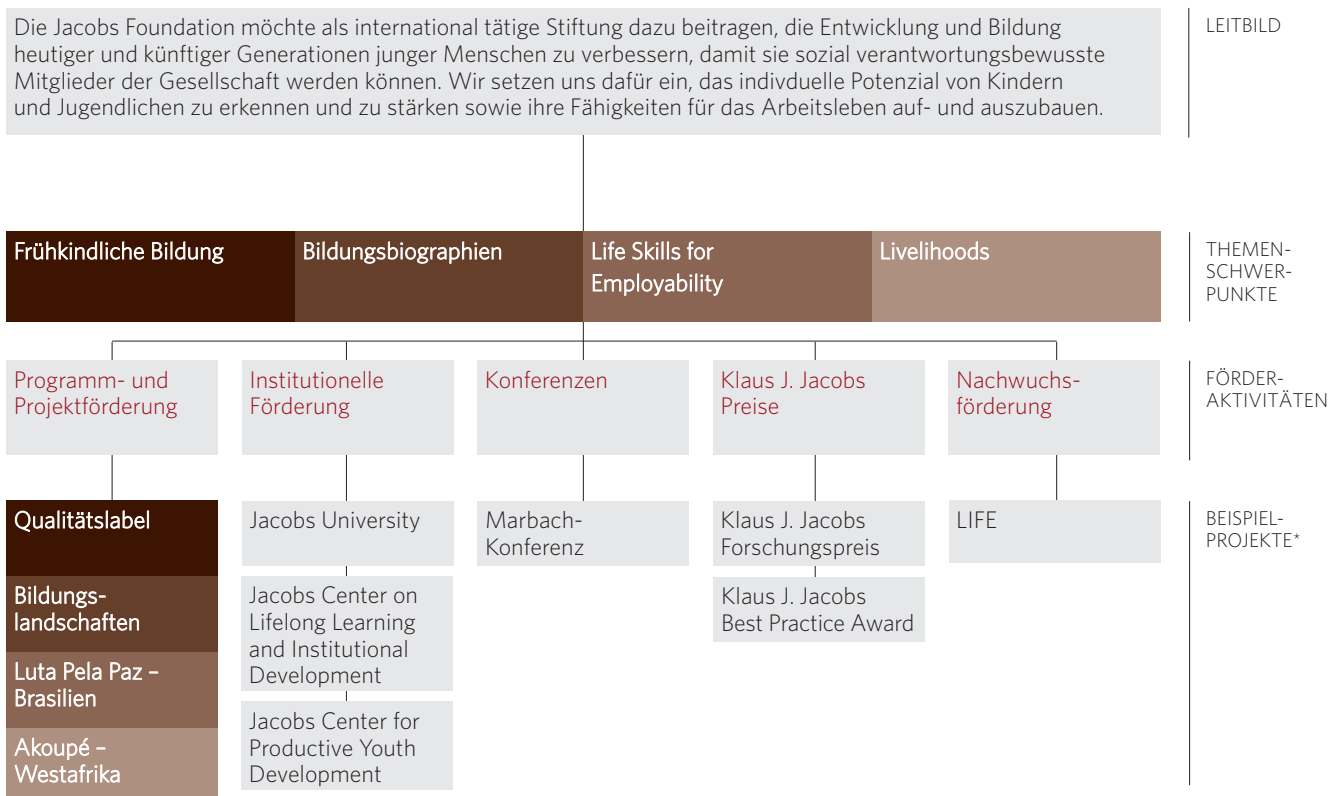 Die Jacobs Foundation möchte als international tätige Stiftung dazu beitragen, die Entwicklung und Bildung
heutiger und künftiger Generationen junger Menschen zu verbessern, damit sie sozial verantwortungsbewusste
Mitglieder der Gesellschaft werden können. Wir setzen uns dafür ein, das indivduelle Potenzial von Kindern
und Jugendlichen zu erkennen und zu stärken sowie ihre Fähigkeiten für das Arbeitsleben auf- und auszubauen.
LEITBILD
Frühkindliche Bildung
Bildungsbiographien
Life Skills for
Employability
Livelihoods
THEMEN-
SCHWER-
PUNKTE
Programm- und
Projektförderung
Institutionelle
Förderung
Konferenzen
Klaus J. Jacobs
Preise
Nachwuchs-
förderung
FÖRDER-
AKTIVITÄTEN
Qualitätslabel
Bildungs-
landschaften
Luta Pela Paz –
Brasilien
Akoupé –
Westafrika
Jacobs University
Jacobs Center on
Lifelong Learning
and Institutional
Development
Jacobs Center for
Productive Youth
Development
Marbach-
Konferenz
Klaus J. Jacobs
Forschungspreis
Klaus J. Jacobs
Best Practice Award
LIFE
BEISPIEL-
PROJEKTE*